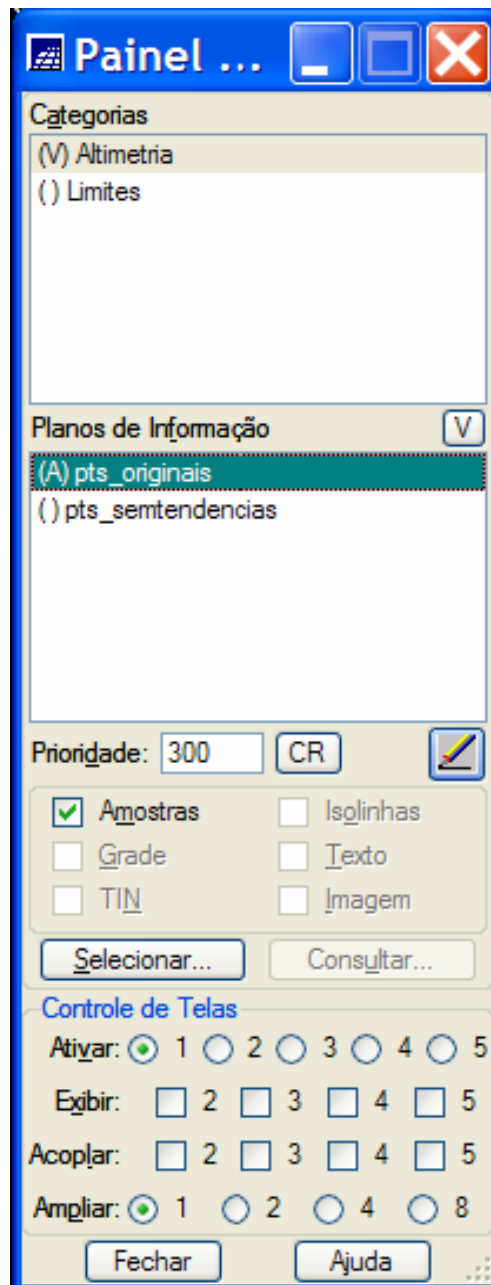 Painel ...
Categorias
(V) Altimetria
( ) Limites
Planos de Informação V
(A) pts_originais
( ) pts_semtendencias
Prioridade: 300 CR
Amostras Isolinhas
Grade Texto
TIN Imagem
Selecionar... Consultar...
Controle de Telas
Ativar: 1 2 3 4 5
Exibir: 2 3 4 5
Acoplar: 2 3 4 5
Ampliar: 1 2 4 8
Fechar Ajuda